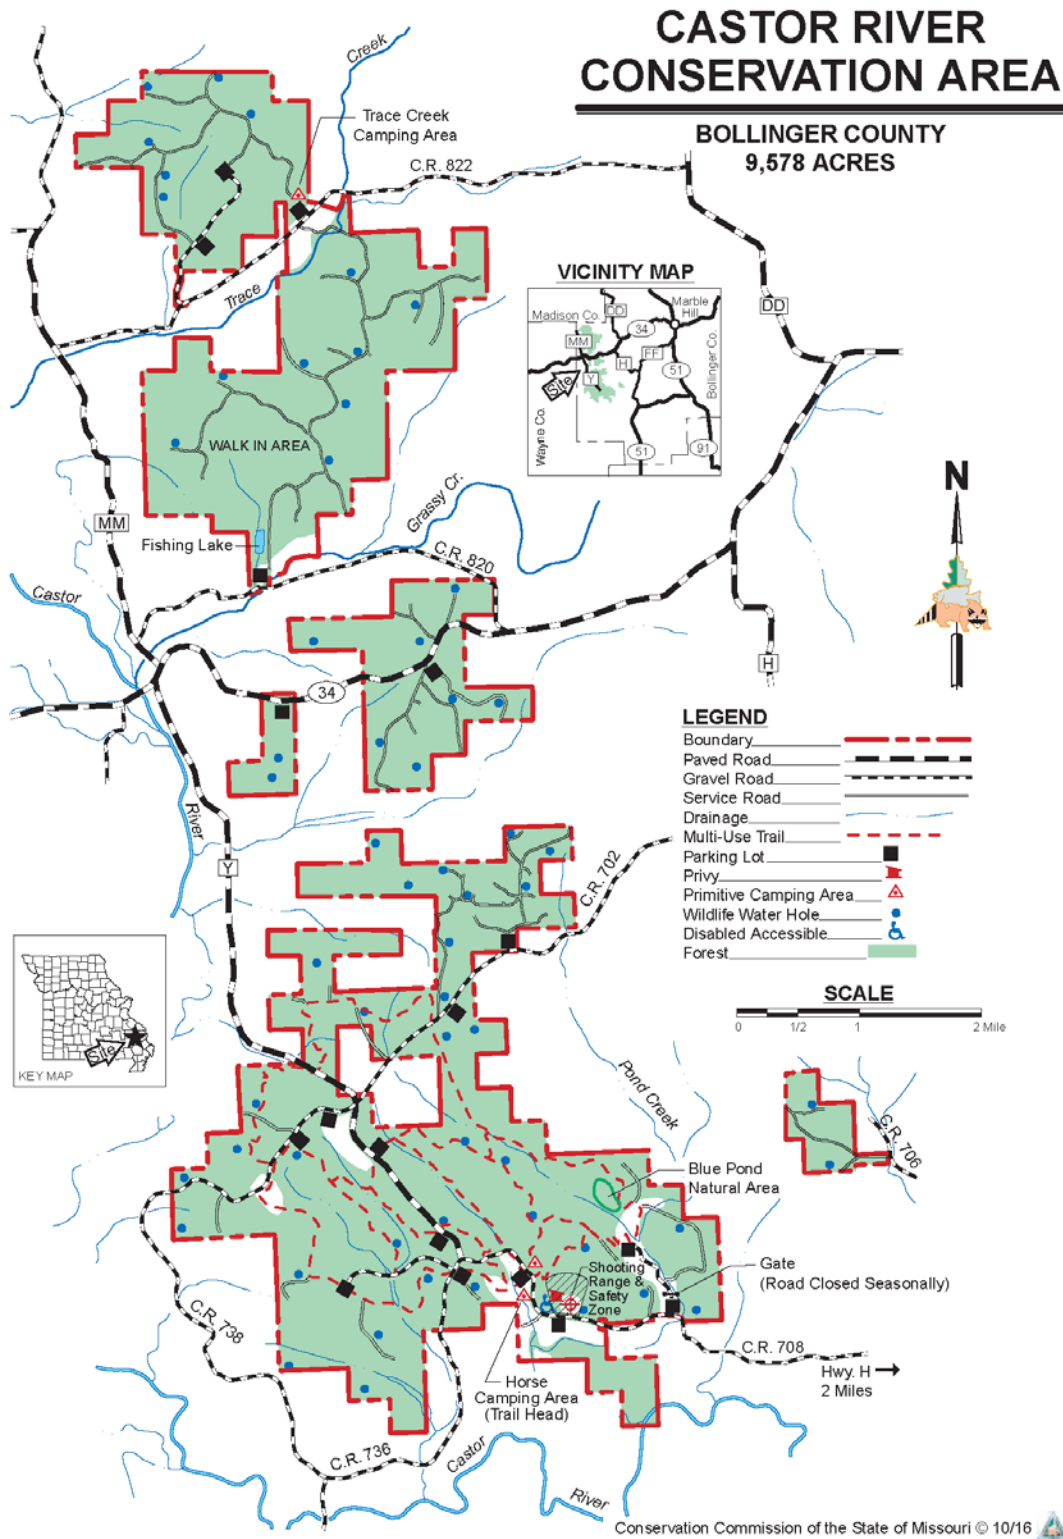 CASTOR RIVER
CONSERVATION AREA
BOLLINGER COUNTY
9,578 ACRES
Creek
Trace Creek
Camping Area
C.R. 822
DD
Trace
VICINITY MAP
Madison Co.
DD
Marble
Hill
34
MM
FF
H
Y
Site
51
Bollinger Co.
Wayne Co.
51
91
WALK IN AREA
MM
Grassy Cr.
Fishing Lake
C.R. 820
Castor
N
H
34
River
Y
LEGEND
Boundary
Paved Road
Gravel Road
Service Road
Drainage
Multi-Use Trail
Parking Lot
Privy
Primitive Camping Area
Wildlife Water Hole
Disabled Accessible
Forest
C.R. 702
SCALE
0 1/2 1 2 Mile
Site
KEY MAP
Pond Creek
C.R. 706
Blue Pond
Natural Area
Gate
(Road Closed Seasonally)
Shooting
Range &
Safety
Zone
C.R. 738
C.R. 708
Hwy. H
2 Miles
Horse
Camping Area
(Trail Head)
C.R. 736
Castor
River
Conservation Commission of the State of Missouri © 10/16